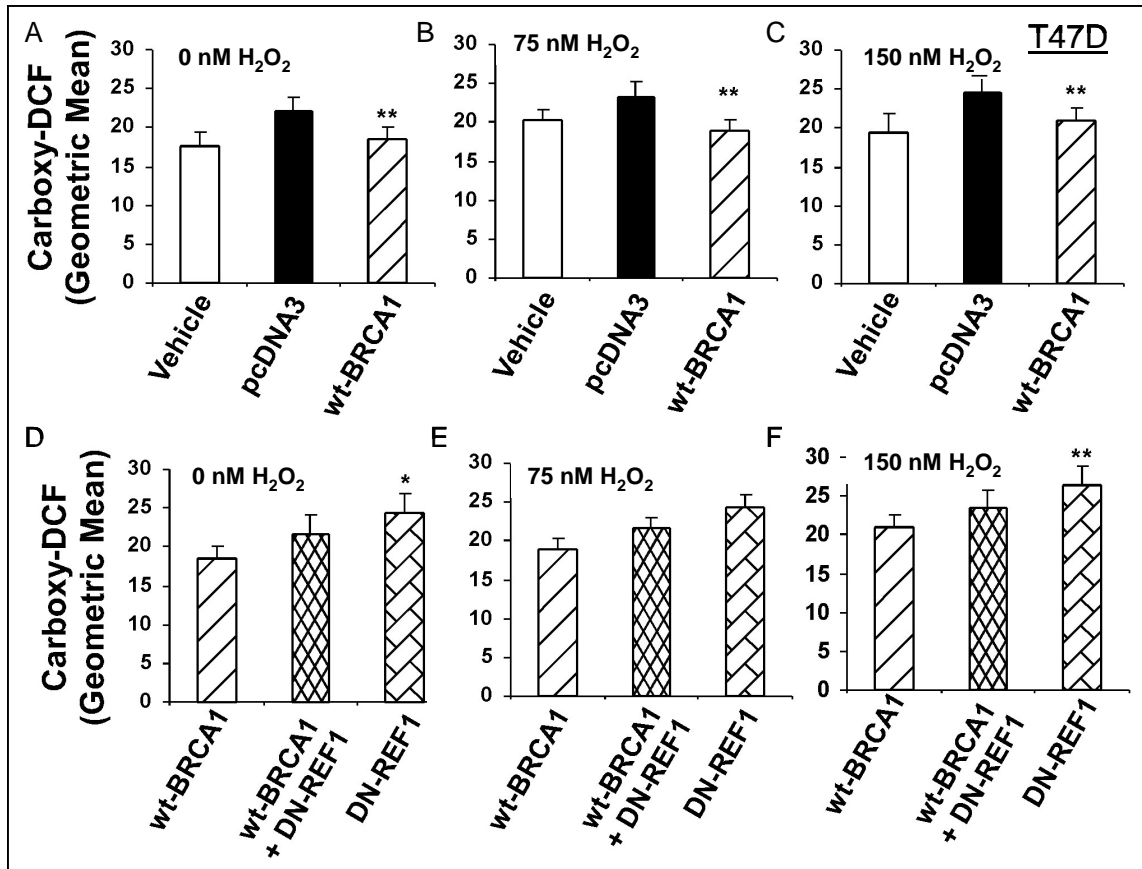 A
0 nM H₂O₂
Carboxy-DCF
(Geometric Mean)
30
25
20
15
10
5
0
**
Vehicle
pcDNA3
wt-BRCA1
B
75 nM H₂O₂
30
25
20
15
10
5
0
**
Vehicle
pcDNA3
wt-BRCA1
C
150 nM H₂O₂
T47D
30
25
20
15
10
5
0
**
Vehicle
pcDNA3
wt-BRCA1
D
0 nM H₂O₂
Carboxy-DCF
(Geometric Mean)
30
25
20
15
10
5
0
*
wt-BRCA1
wt-BRCA1
+ DN-REF1
DN-REF1
E
75 nM H₂O₂
30
25
20
15
10
5
0
wt-BRCA1
wt-BRCA1
+ DN-REF1
DN-REF1
F
150 nM H₂O₂
30
25
20
15
10
5
0
**
wt-BRCA1
wt-BRCA1
+ DN-REF1
DN-REF1